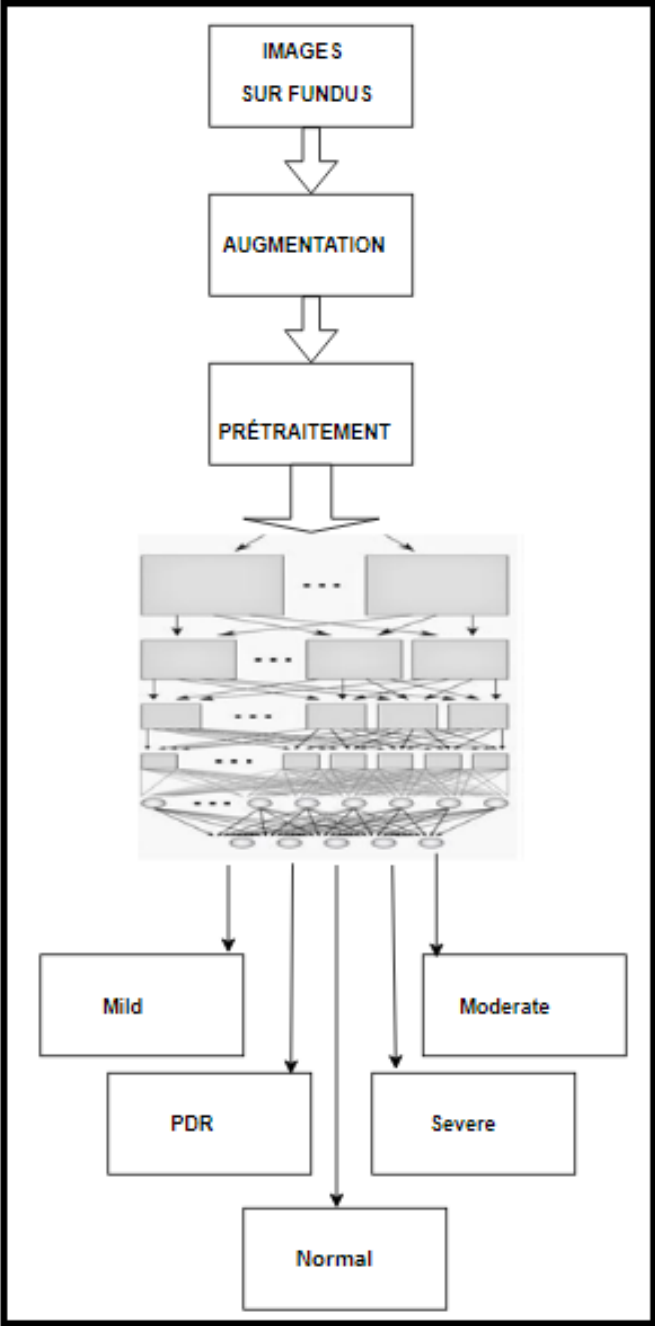 IMAGES
SUR FUNDUS
AUGMENTATION
PRÉTRAITEMENT
Mild
Moderate
PDR
Severe
Normal